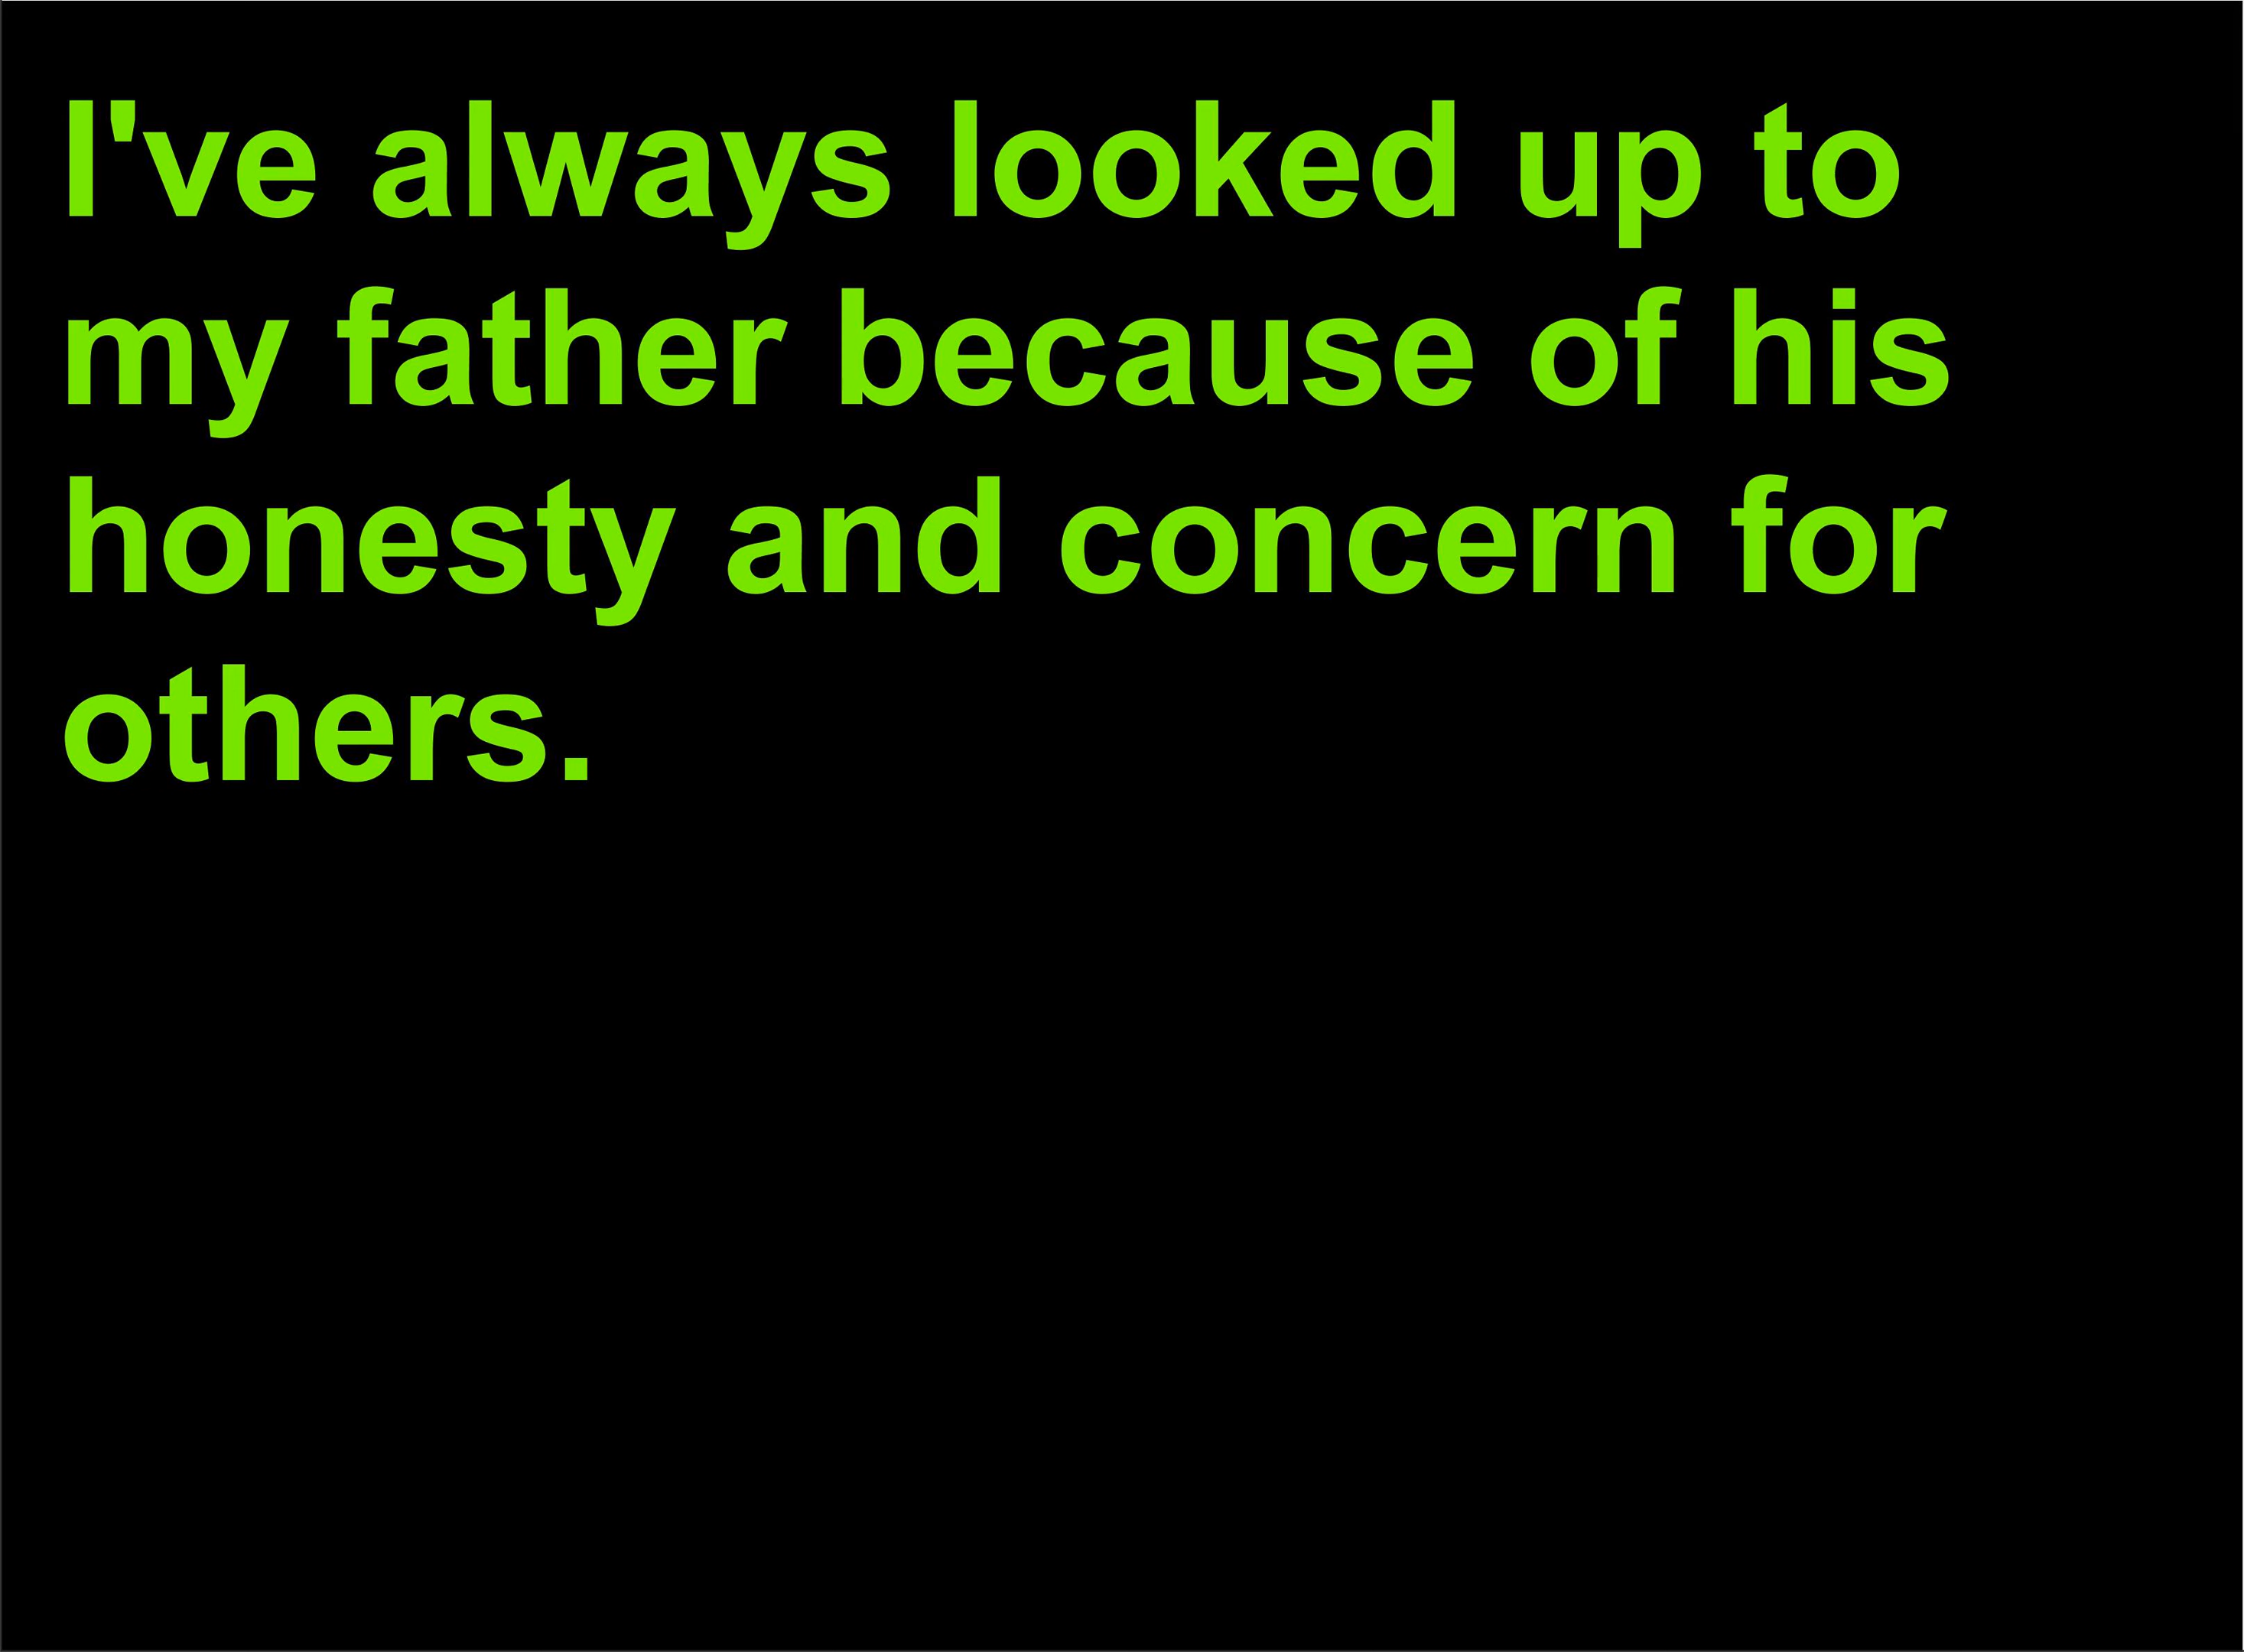 I've always looked up to
my father because of his
honesty and concern for
others.